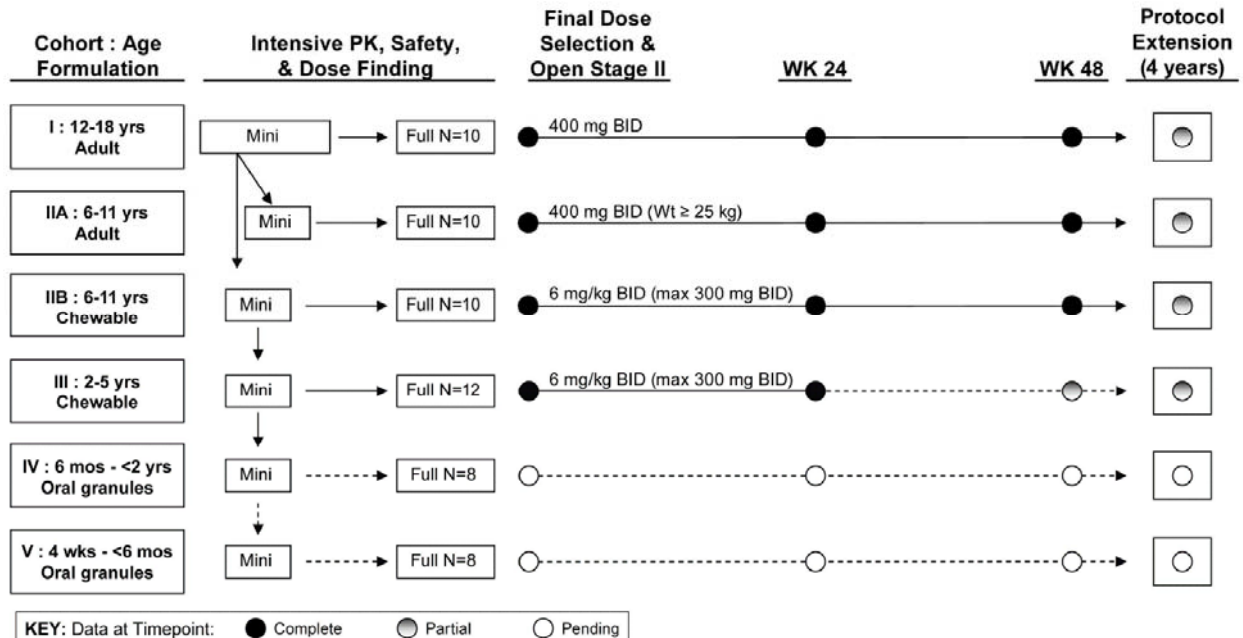 Cohort : Age
Formulation
Intensive PK, Safety,
& Dose Finding
Final Dose
Selection &
Open Stage II
WK 24
WK 48
Protocol
Extension
(4 years)
I : 12-18 yrs
Adult
Mini
Full N=10
400 mg BID
IIA : 6-11 yrs
Adult
Mini
Full N=10
400 mg BID (Wt ≥ 25 kg)
IIB : 6-11 yrs
Chewable
Mini
Full N=10
6 mg/kg BID (max 300 mg BID)
III : 2-5 yrs
Chewable
Mini
Full N=12
6 mg/kg BID (max 300 mg BID)
IV : 6 mos - <2 yrs
Oral granules
Mini
Full N=8
V : 4 wks - <6 mos
Oral granules
Mini
Full N=8
KEY: Data at Timepoint: Complete Partial Pending